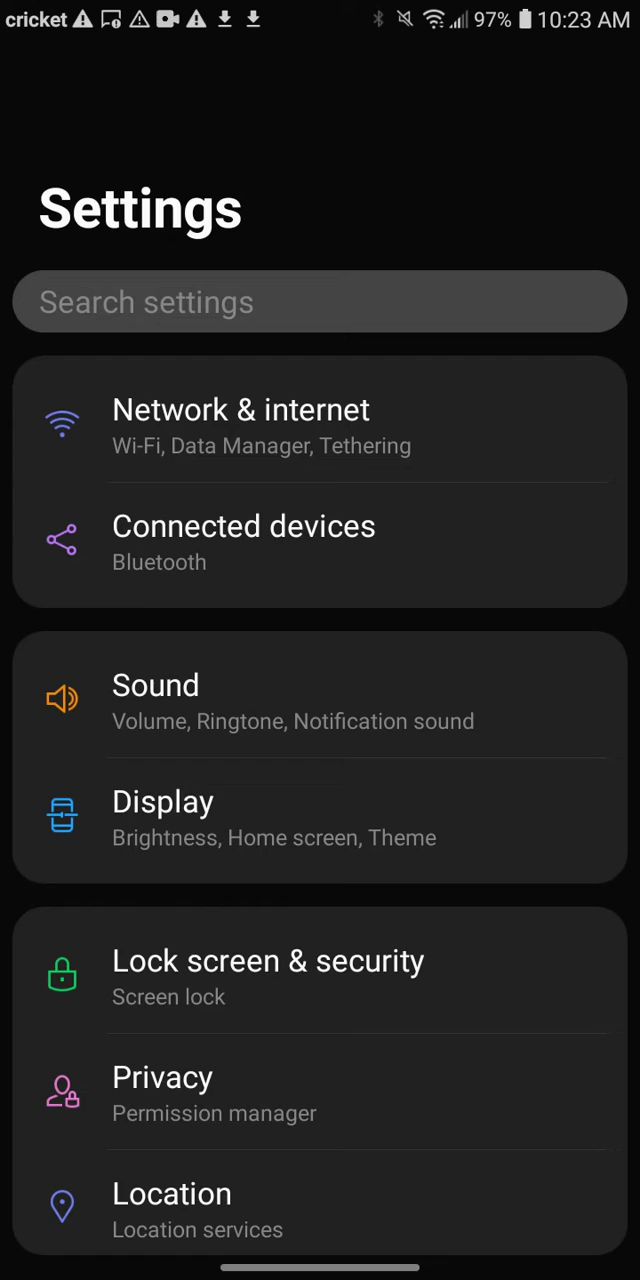 cricket 97% 10:23 AM
Settings
Search settings
Network & internet
Wi-Fi, Data Manager, Tethering
Connected devices
Bluetooth
Sound
Volume, Ringtone, Notification sound
Display
Brightness, Home screen, Theme
Lock screen & security
Screen lock
Privacy
Permission manager
Location
Location services